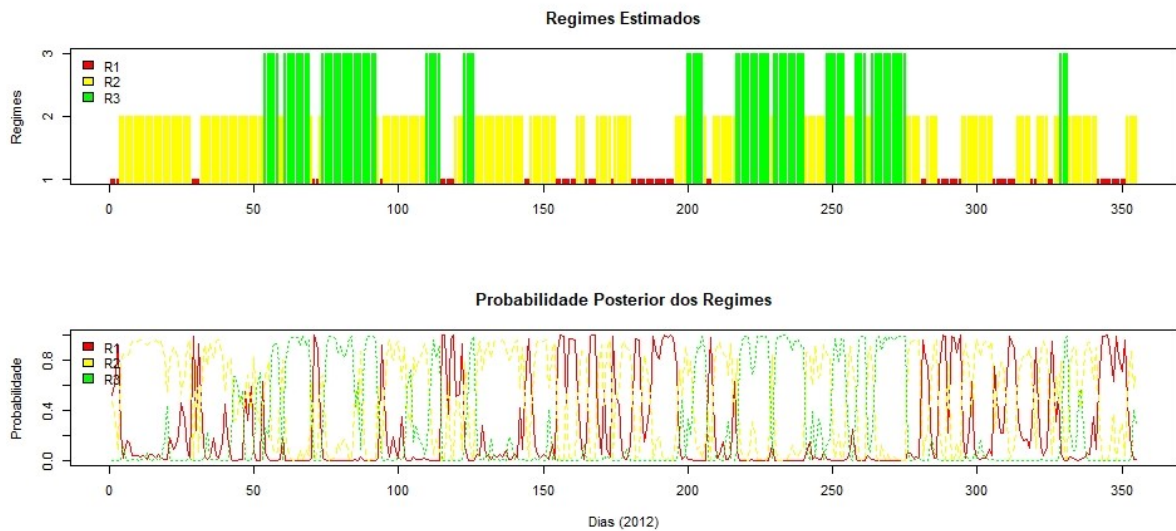 Regimes Estimados
Regimes
3
2
1
R1
R2
R3
0 50 100 150 200 250 300 350
Probabilidade Posterior dos Regimes
Probabilidade
0.8
0.4
0.0
R1
R2
R3
0 50 100 150 200 250 300 350
Dias (2012)